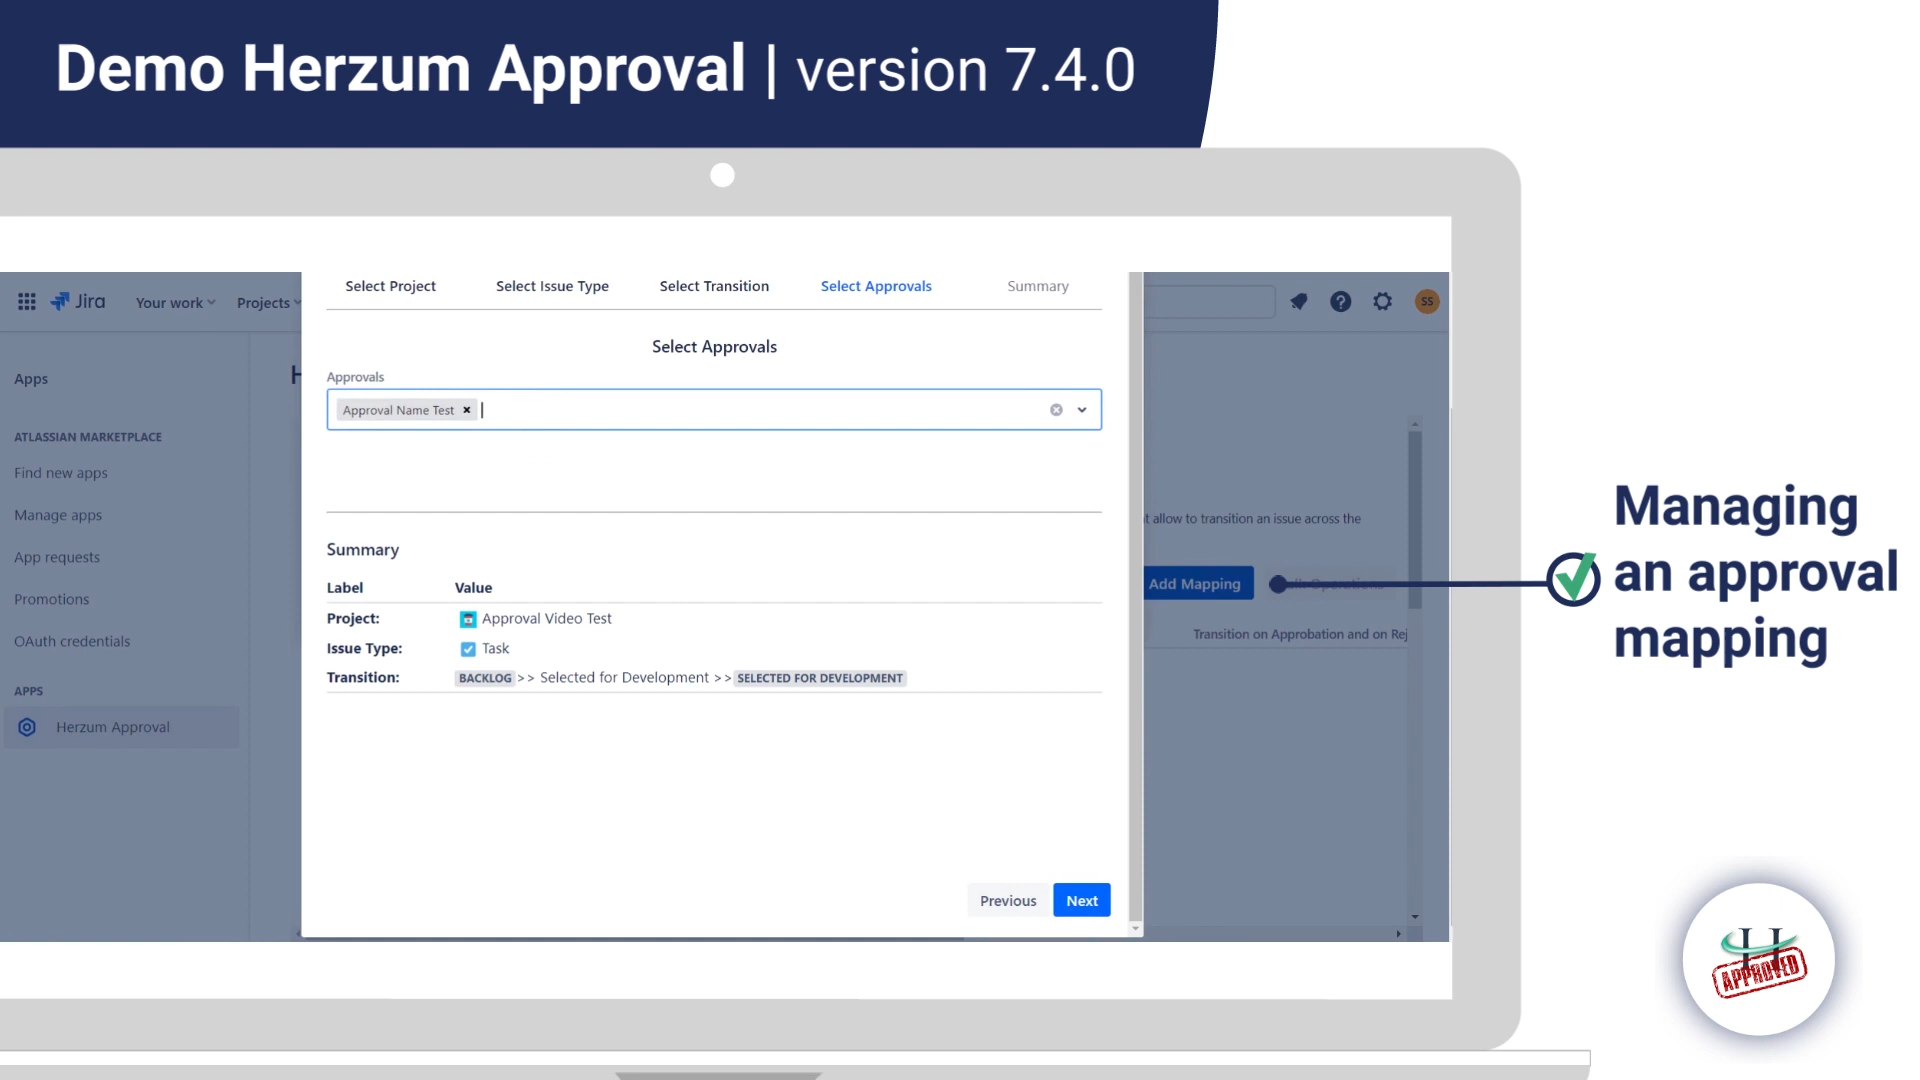 Demo Herzum Approval | version 7.4.0
Jira
Your work
Projects
SS
Apps
ATLASSIAN MARKETPLACE
Find new apps
Manage apps
App requests
Promotions
OAuth credentials
APPS
Herzum Approval
H
Select Project
Select Issue Type
Select Transition
Select Approvals
Summary
Select Approvals
Approvals
Approval Name Test
Summary
Label Value
Project: Approval Video Test
Issue Type: Task
Transition: BACKLOG >> Selected for Development >> SELECTED FOR DEVELOPMENT
Previous
Next
t allow to transition an issue across the
Add Mapping
Operations
Transition on Approbation and on Rej
Managing
an approval
mapping
H
APPROVED